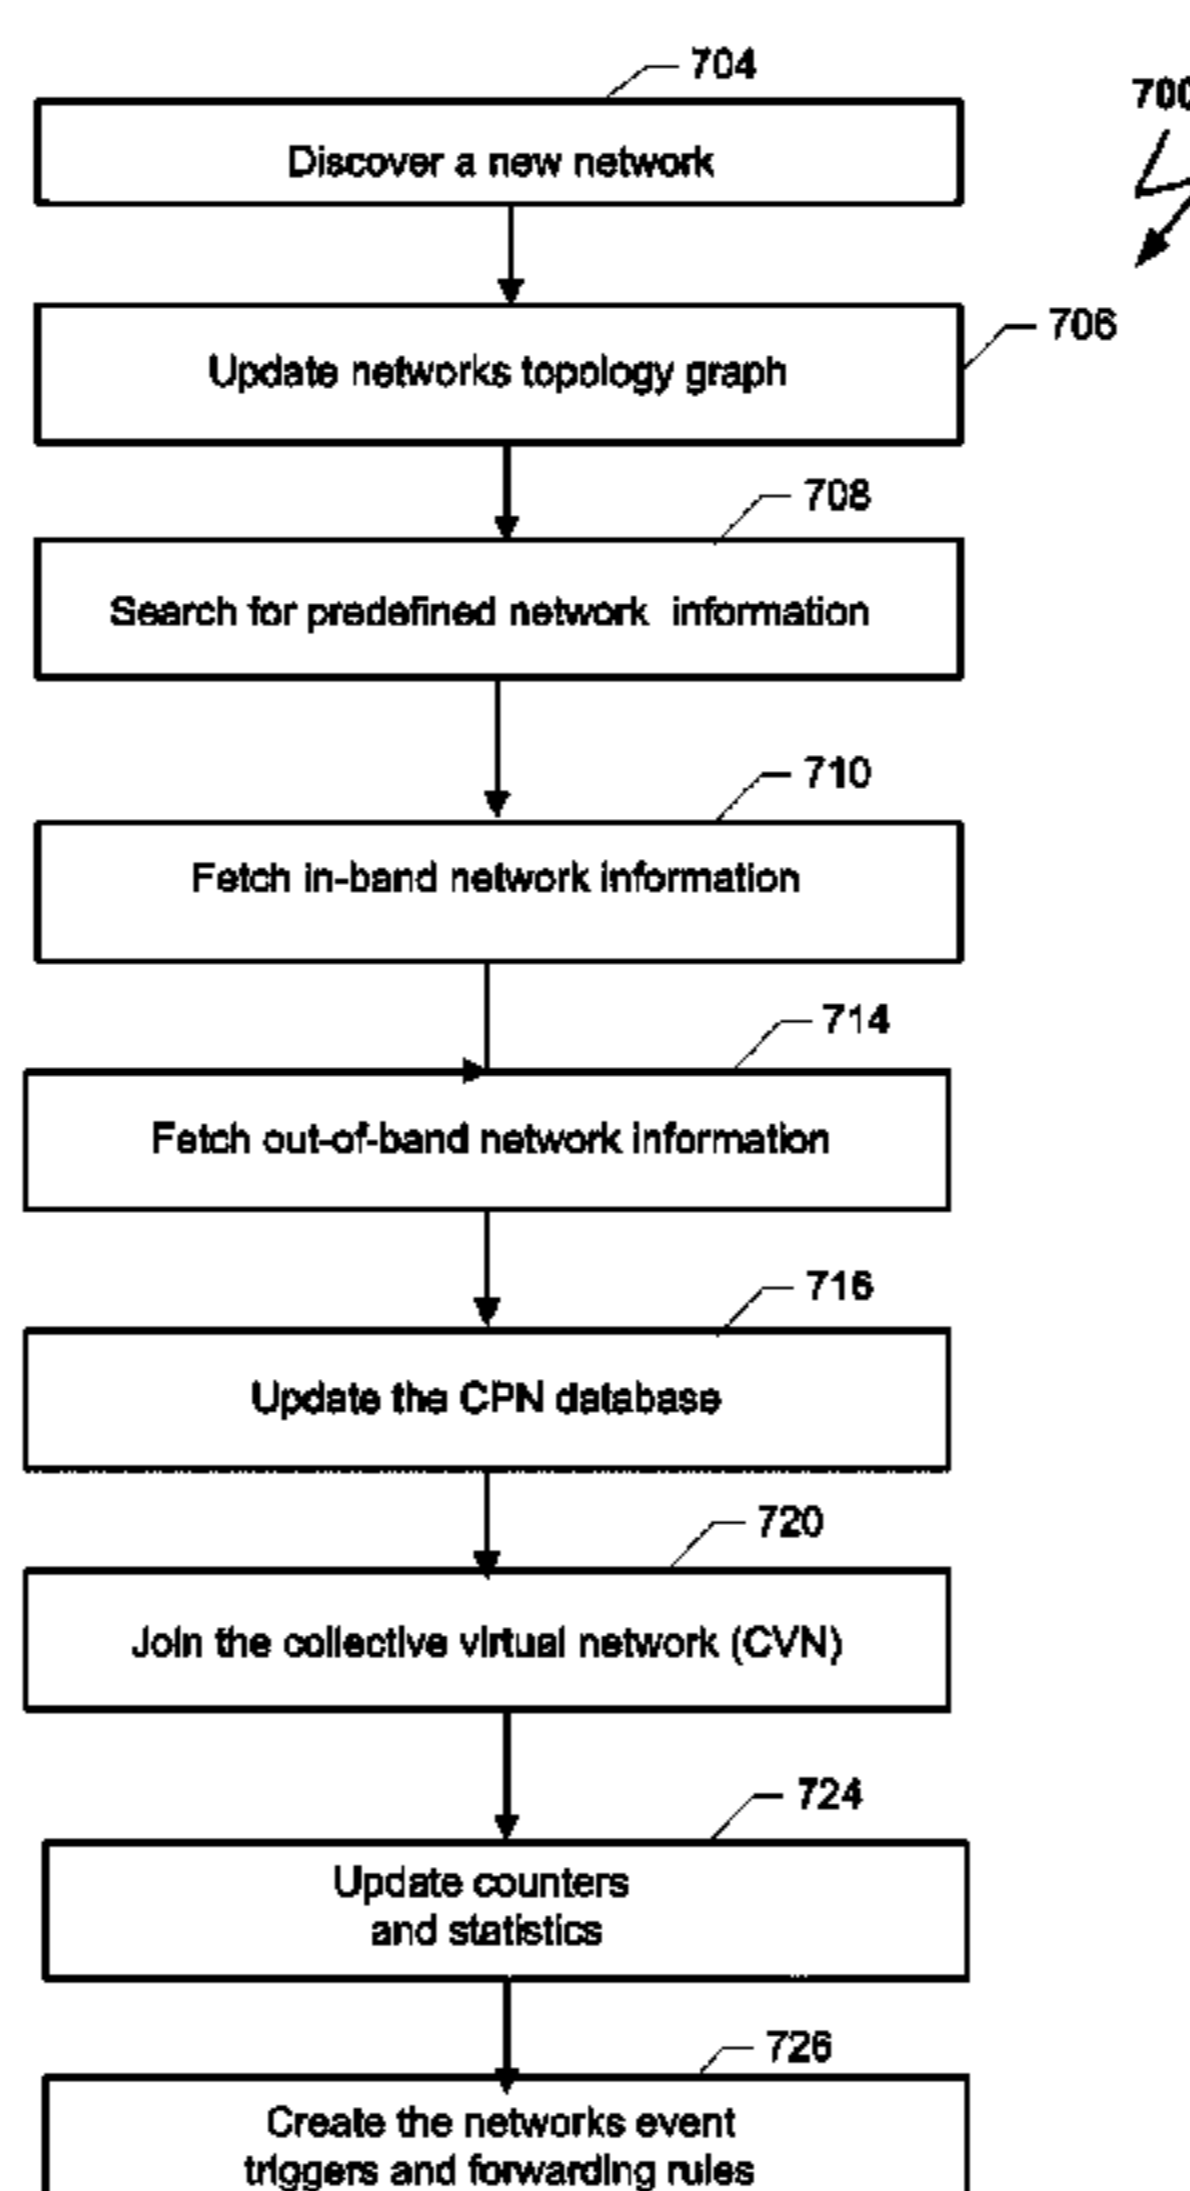 704
700
Discover a new network
706
Update networks topology graph
708
Search for predefined network information
710
Fetch in-band network information
714
Fetch out-of-band network information
716
Update the CPN database
720
Join the collective virtual network (CVN)
724
Update counters
and statistics
726
Create the networks event
triggers and forwarding rules